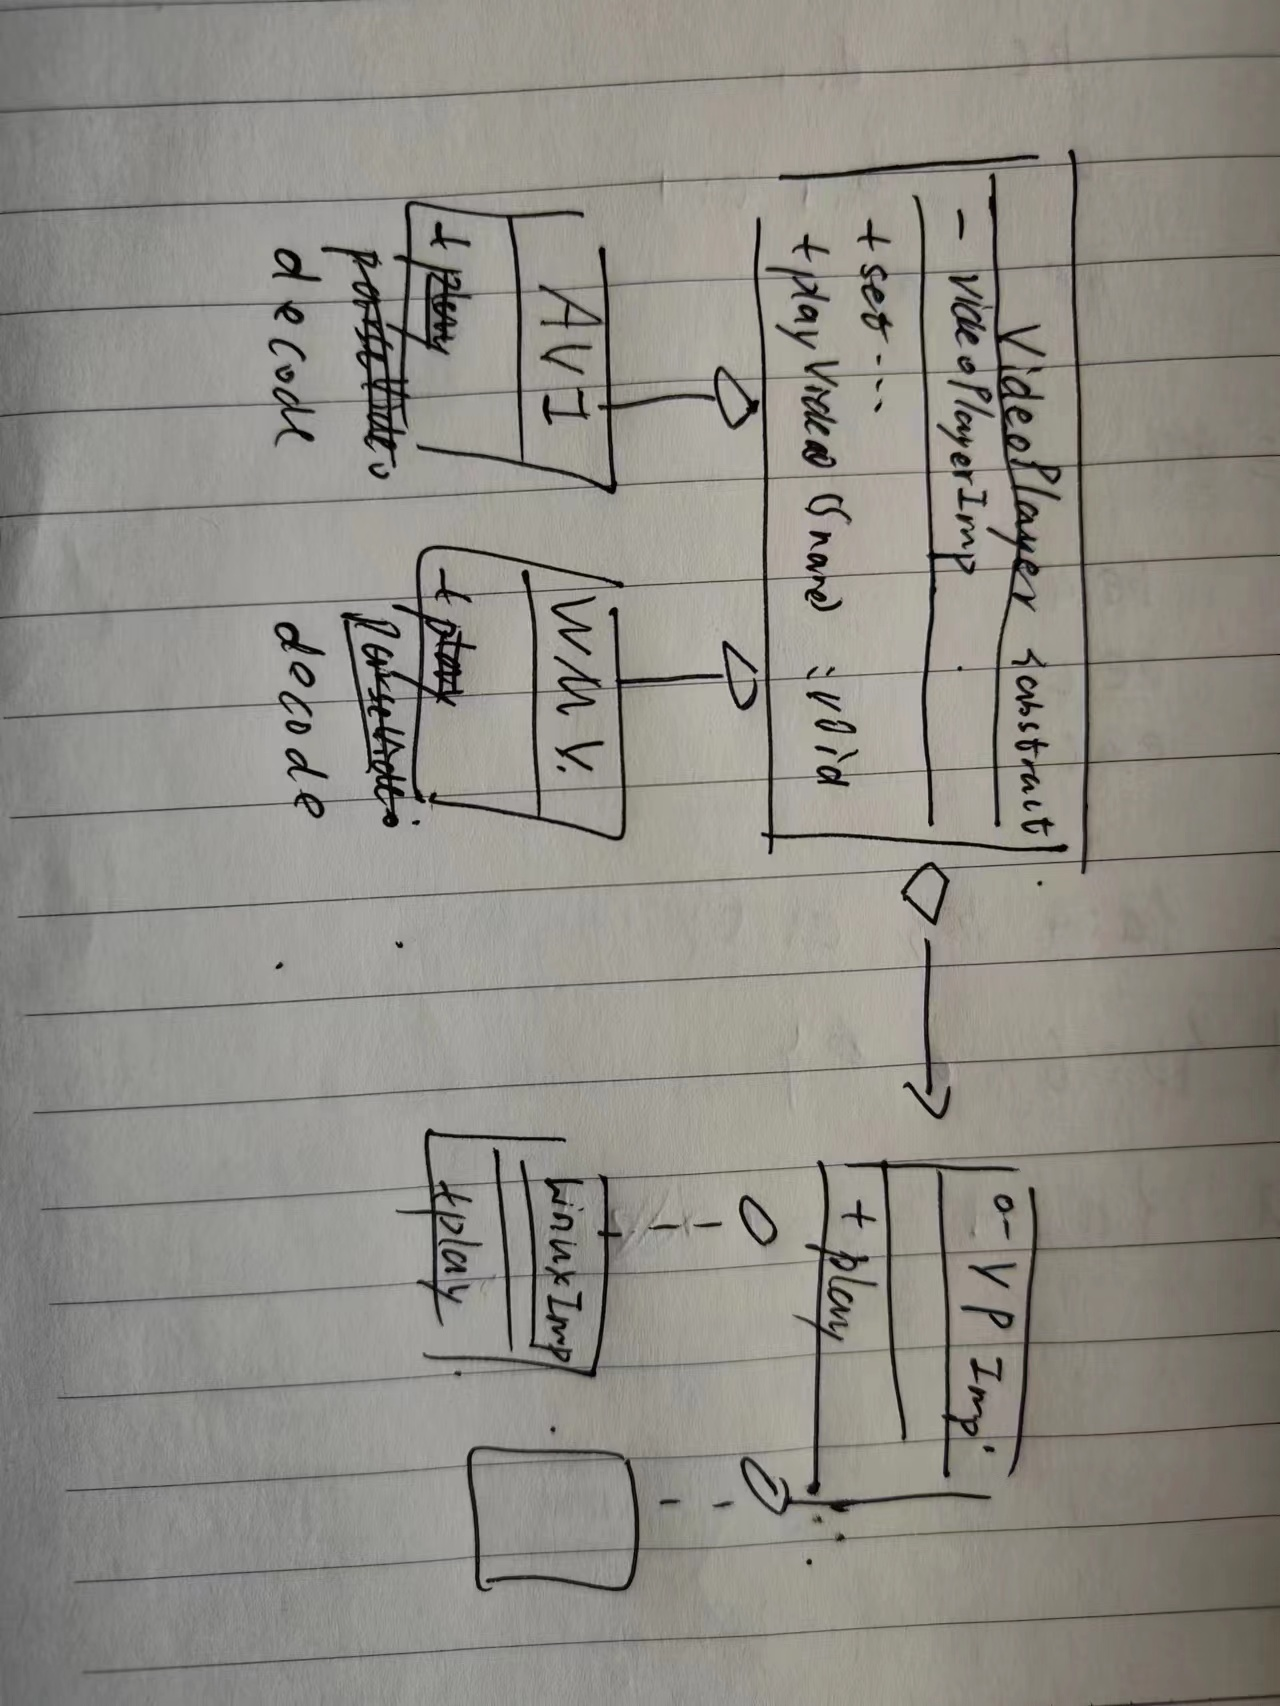 VideoPlayer {abstract}
- VideoPlayerImp
+ set ...
+ playVideo (name) : void
AVI
+ play
decode
WMV.
+ play
decode
o- VP Imp
+ play
LinuxImp
+play